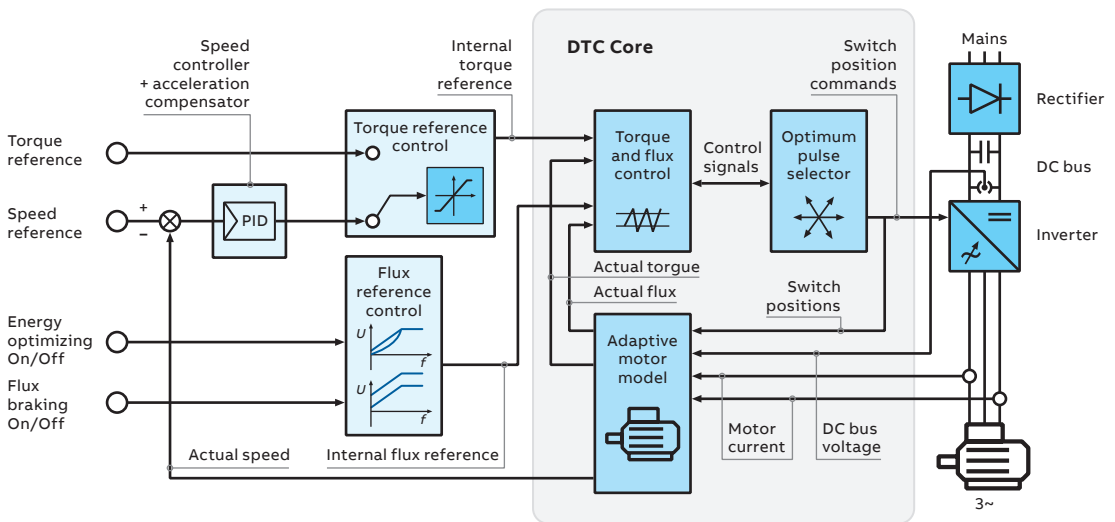 Speed
controller
+ acceleration
compensator
Internal
torque
reference
DTC Core
Switch
position
commands
Mains
Rectifier
DC bus
Inverter
Torque
reference
Torque reference
control
Torque
and flux
control
Control
signals
Optimum
pulse
selector
Speed
reference
+
−
PID
Actual torgue
Actual flux
Switch
positions
Flux
reference
control
U
f
U
f
Energy
optimizing
On/Off
Flux
braking
On/Off
Adaptive
motor
model
Actual speed
Internal flux reference
Motor
current
DC bus
voltage
3~